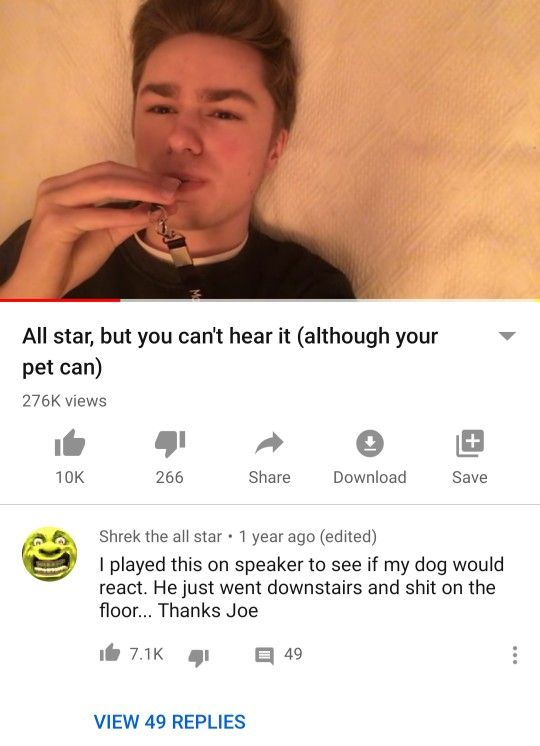 All star, but you can't hear it (although your
pet can)
276K views
10K
266
Share
Download
Save
Shrek the all star • 1 year ago (edited)
I played this on speaker to see if my dog would
react. He just went downstairs and shit on the
floor... Thanks Joe
7.1K
49
VIEW 49 REPLIES